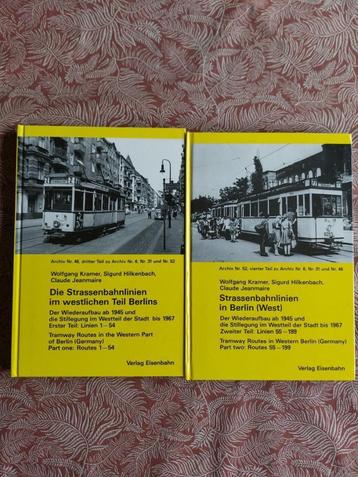 Archiv Nr. 46, dritter Teil zu Archiv Nr. 6, Nr. 31 und Nr. 52
Wolfgang Kramer, Sigurd Hilkenbach,
Claude Jeanmaire
Die Strassenbahnlinien
im westlichen Teil Berlins
Der Wiederaufbau ab 1945 und
die Stillegung im Westteil der Stadt bis 1967
Erster Teil: Linien 1–54
Tramway Routes in the Western Part
of Berlin (Germany)
Part one: Routes 1–54
Verlag Eisenbahn
Archiv Nr. 52, vierter Teil zu Archiv Nr. 6, Nr. 31 und Nr. 46
Wolfgang Kramer, Sigurd Hilkenbach,
Claude Jeanmaire
Strassenbahnlinien
in Berlin (West)
Der Wiederaufbau ab 1945 und
die Stillegung im Westteil der Stadt bis 1967
Zweiter Teil: Linien 55–199
Tramway Routes in Western Berlin (Germany)
Part two: Routes 55–199
Verlag Eisenbahn